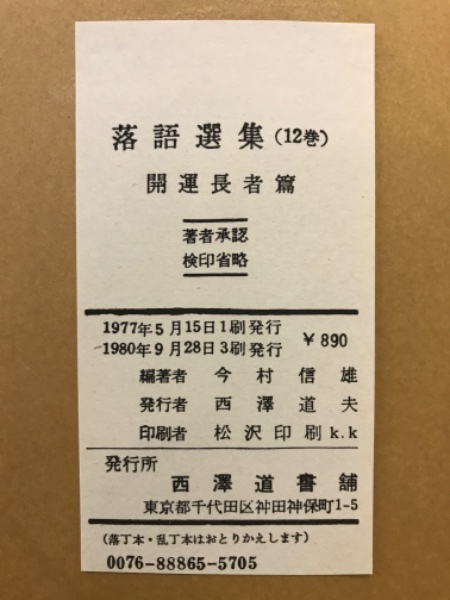 落語選集(12巻)
開運長者篇
著者承認
検印省略
1977年5月15日1刷発行
1980年9月28日3刷発行
¥890
編著者 今村信雄
発行者 西澤道夫
印刷者 松沢印刷k.k
発行所
西澤道書舗
東京都千代田区神田神保町1-5
(落丁本・乱丁本はおとりかえします)
0076-88865-5705